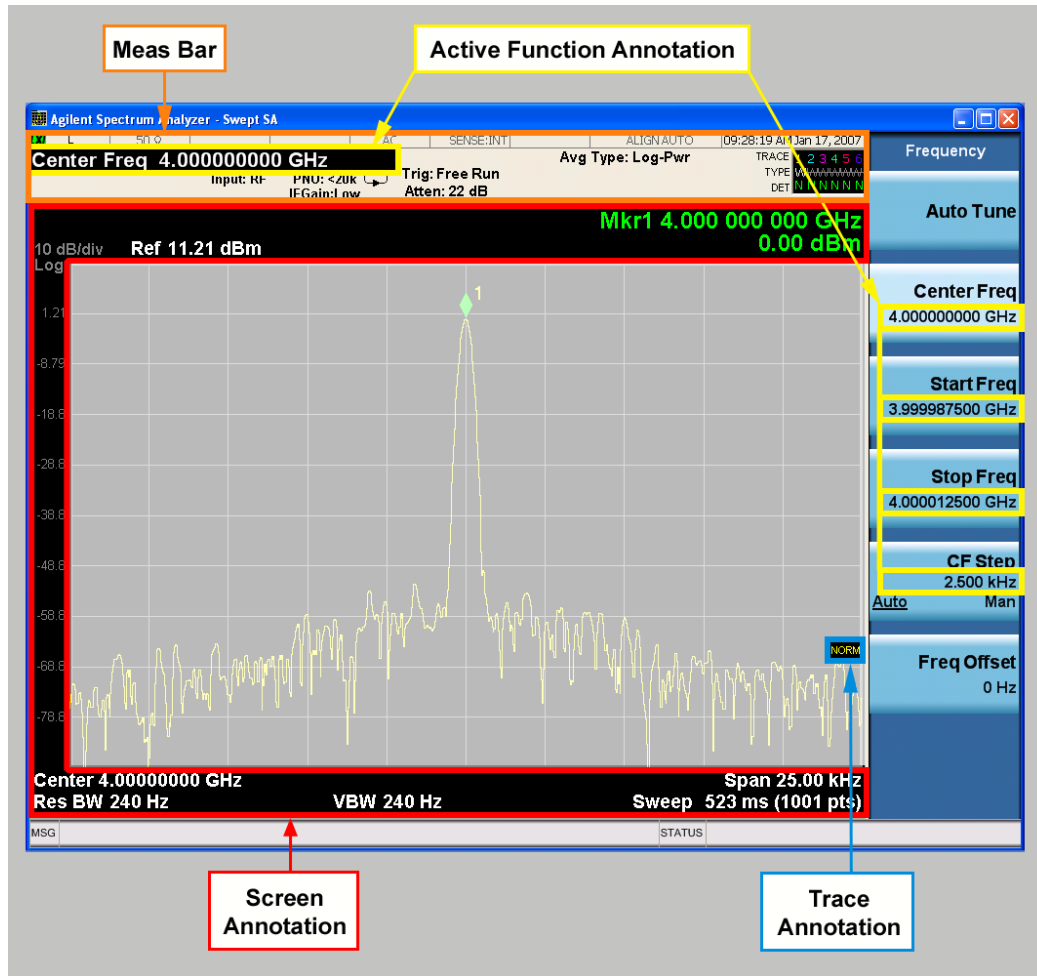 Meas Bar
Active Function Annotation
Agilent Spectrum Analyzer - Swept SA
L 50 Ω AC SENSE:INT ALIGN AUTO 09:28:19 AM Jan 17, 2007
Center Freq 4.000000000 GHz
Avg Type: Log-Pwr
TRACE 1 2 3 4 5 6
Input: RF PNO: <20k Trig: Free Run
TYPE
IFGain:Low Atten: 22 dB
DET N N N N N N
Frequency
Auto Tune
Center Freq
4.000000000 GHz
Start Freq
3.999987500 GHz
Stop Freq
4.000012500 GHz
CF Step
2.500 kHz
Auto Man
Freq Offset
0 Hz
Mkr1 4.000 000 000 GHz
0.00 dBm
10 dB/div Ref 11.21 dBm
Log
1
1.21
-8.79
-18.8
-28.8
-38.8
-48.8
-58.8
-68.8
-78.8
NORM
Center 4.00000000 GHz Span 25.00 kHz
Res BW 240 Hz VBW 240 Hz Sweep 523 ms (1001 pts)
MSG STATUS
Screen
Annotation
Trace
Annotation